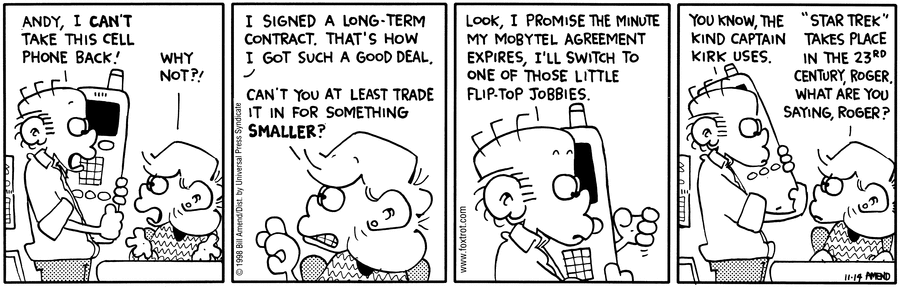 ANDY, I CAN'T
TAKE THIS CELL
PHONE BACK!
WHY
NOT?!
I SIGNED A LONG-TERM
CONTRACT. THAT'S HOW
I GOT SUCH A GOOD DEAL.
CAN'T YOU AT LEAST TRADE
IT IN FOR SOMETHING
SMALLER?
© 1998 Bill Amend/Dist. by Universal Press Syndicate
LOOK, I PROMISE THE MINUTE
MY MOBYTEL AGREEMENT
EXPIRES, I'LL SWITCH TO
ONE OF THOSE LITTLE
FLIP-TOP JOBBIES.
www.foxtrot.com
YOU KNOW, THE
KIND CAPTAIN
KIRK USES.
"STAR TREK"
TAKES PLACE
IN THE 23RD
CENTURY, ROGER.
WHAT ARE YOU
SAYING, ROGER?
11-14 AMEND